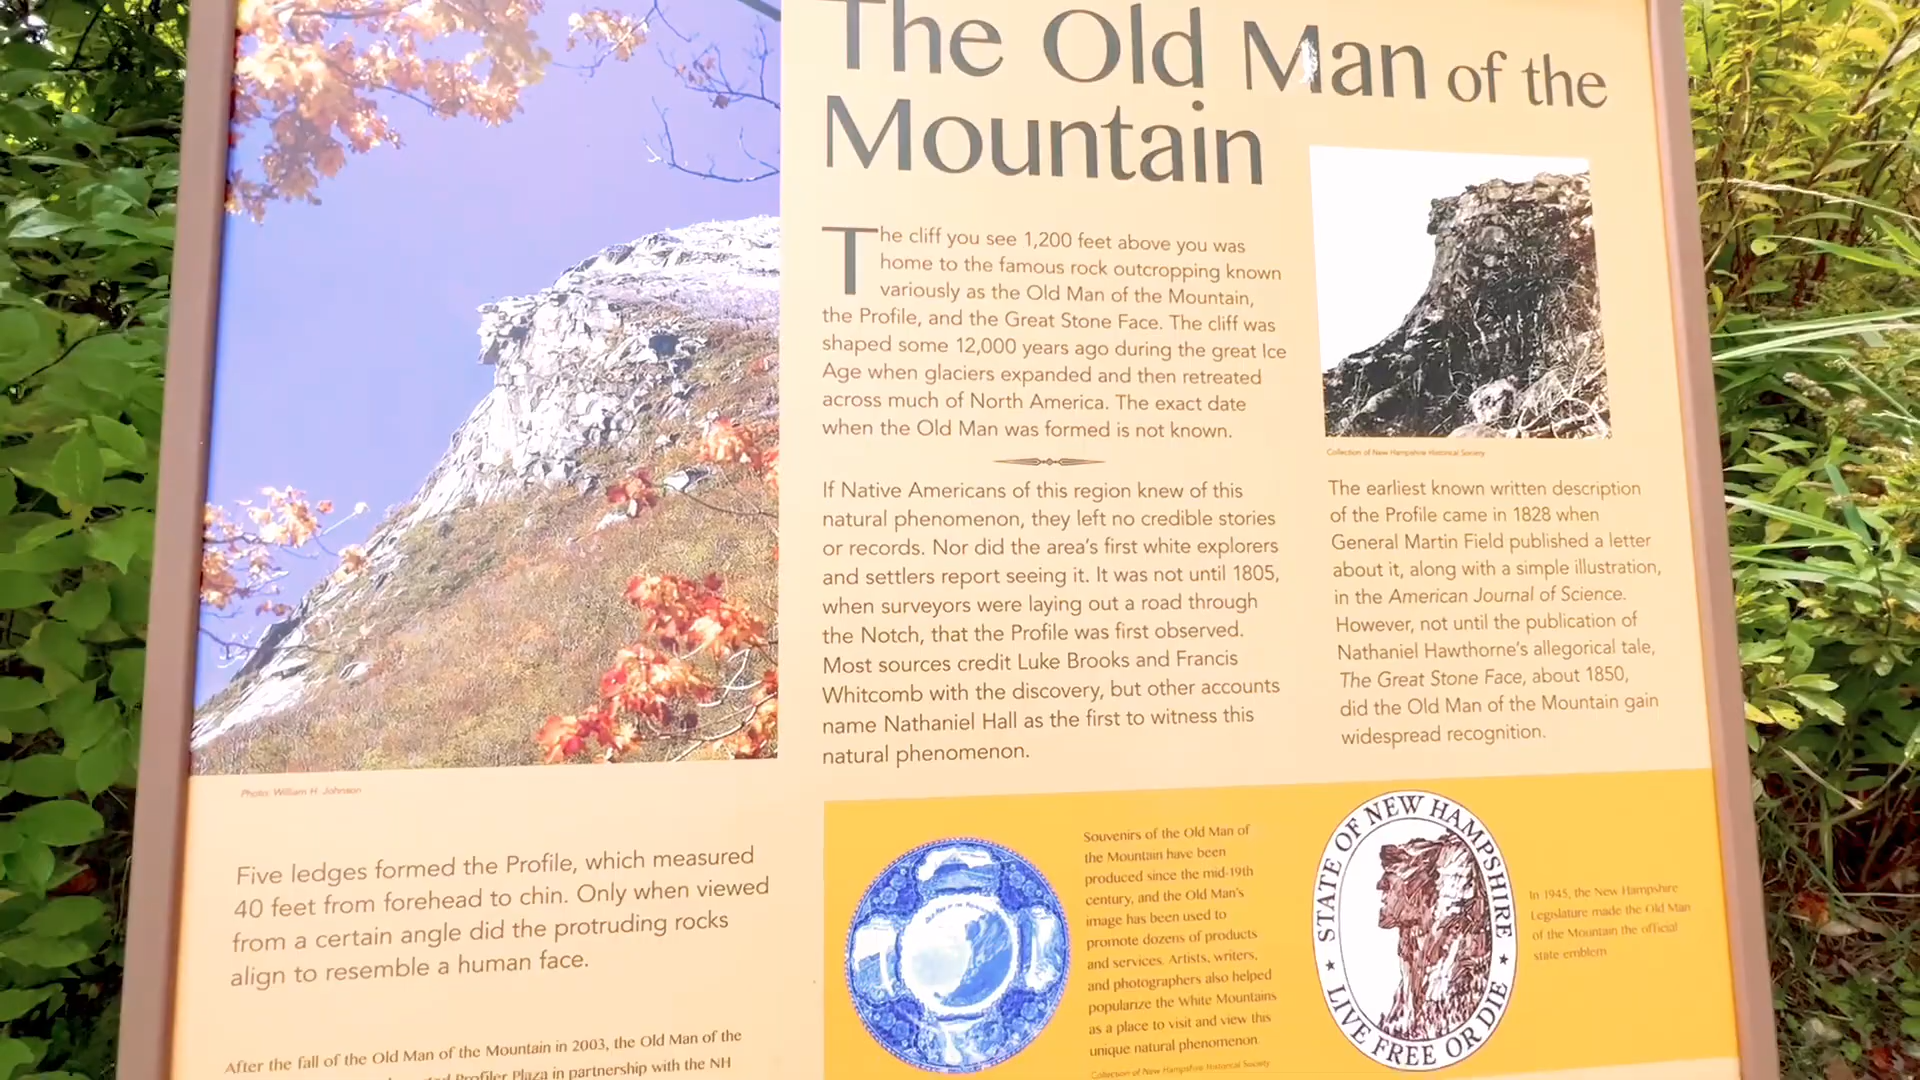 The Old Man of the
Mountain
The cliff you see 1,200 feet above you was
home to the famous rock outcropping known
variously as the Old Man of the Mountain,
the Profile, and the Great Stone Face. The cliff was
shaped some 12,000 years ago during the great Ice
Age when glaciers expanded and then retreated
across much of North America. The exact date
when the Old Man was formed is not known.
If Native Americans of this region knew of this
natural phenomenon, they left no credible stories
or records. Nor did the area's first white explorers
and settlers report seeing it. It was not until 1805,
when surveyors were laying out a road through
the Notch, that the Profile was first observed.
Most sources credit Luke Brooks and Francis
Whitcomb with the discovery, but other accounts
name Nathaniel Hall as the first to witness this
natural phenomenon.
Collection of New Hampshire Historical Society
The earliest known written description
of the Profile came in 1828 when
General Martin Field published a letter
about it, along with a simple illustration,
in the American Journal of Science.
However, not until the publication of
Nathaniel Hawthorne's allegorical tale,
The Great Stone Face, about 1850,
did the Old Man of the Mountain gain
widespread recognition.
Photo: William H. Johnson
Five ledges formed the Profile, which measured
40 feet from forehead to chin. Only when viewed
from a certain angle did the protruding rocks
align to resemble a human face.
After the fall of the Old Man of the Mountain in 2003, the Old Man of the
Profiler Plaza in partnership with the NH
Souvenirs of the Old Man of
the Mountain have been
produced since the mid-19th
century, and the Old Man's
image has been used to
promote dozens of products
and services. Artists, writers,
and photographers also helped
popularize the White Mountains
as a place to visit and view this
unique natural phenomenon.
Collection of New Hampshire Historical Society
STATE OF NEW HAMPSHIRE
★ LIVE FREE OR DIE ★
In 1945, the New Hampshire
Legislature made the Old Man
of the Mountain the official
state emblem